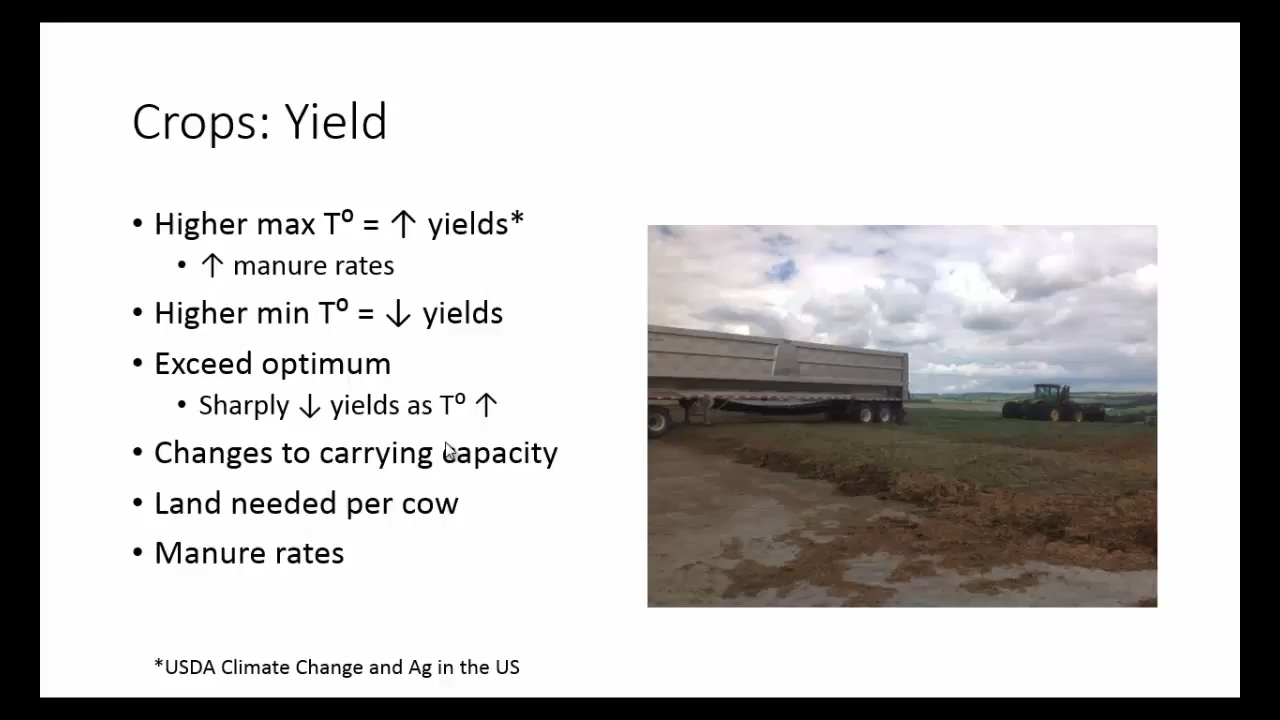 Crops: Yield
• Higher max Tº = ↑ yields*
• ↑ manure rates
• Higher min Tº = ↓ yields
• Exceed optimum
• Sharply ↓ yields as Tº ↑
• Changes to carrying capacity
• Land needed per cow
• Manure rates
*USDA Climate Change and Ag in the US